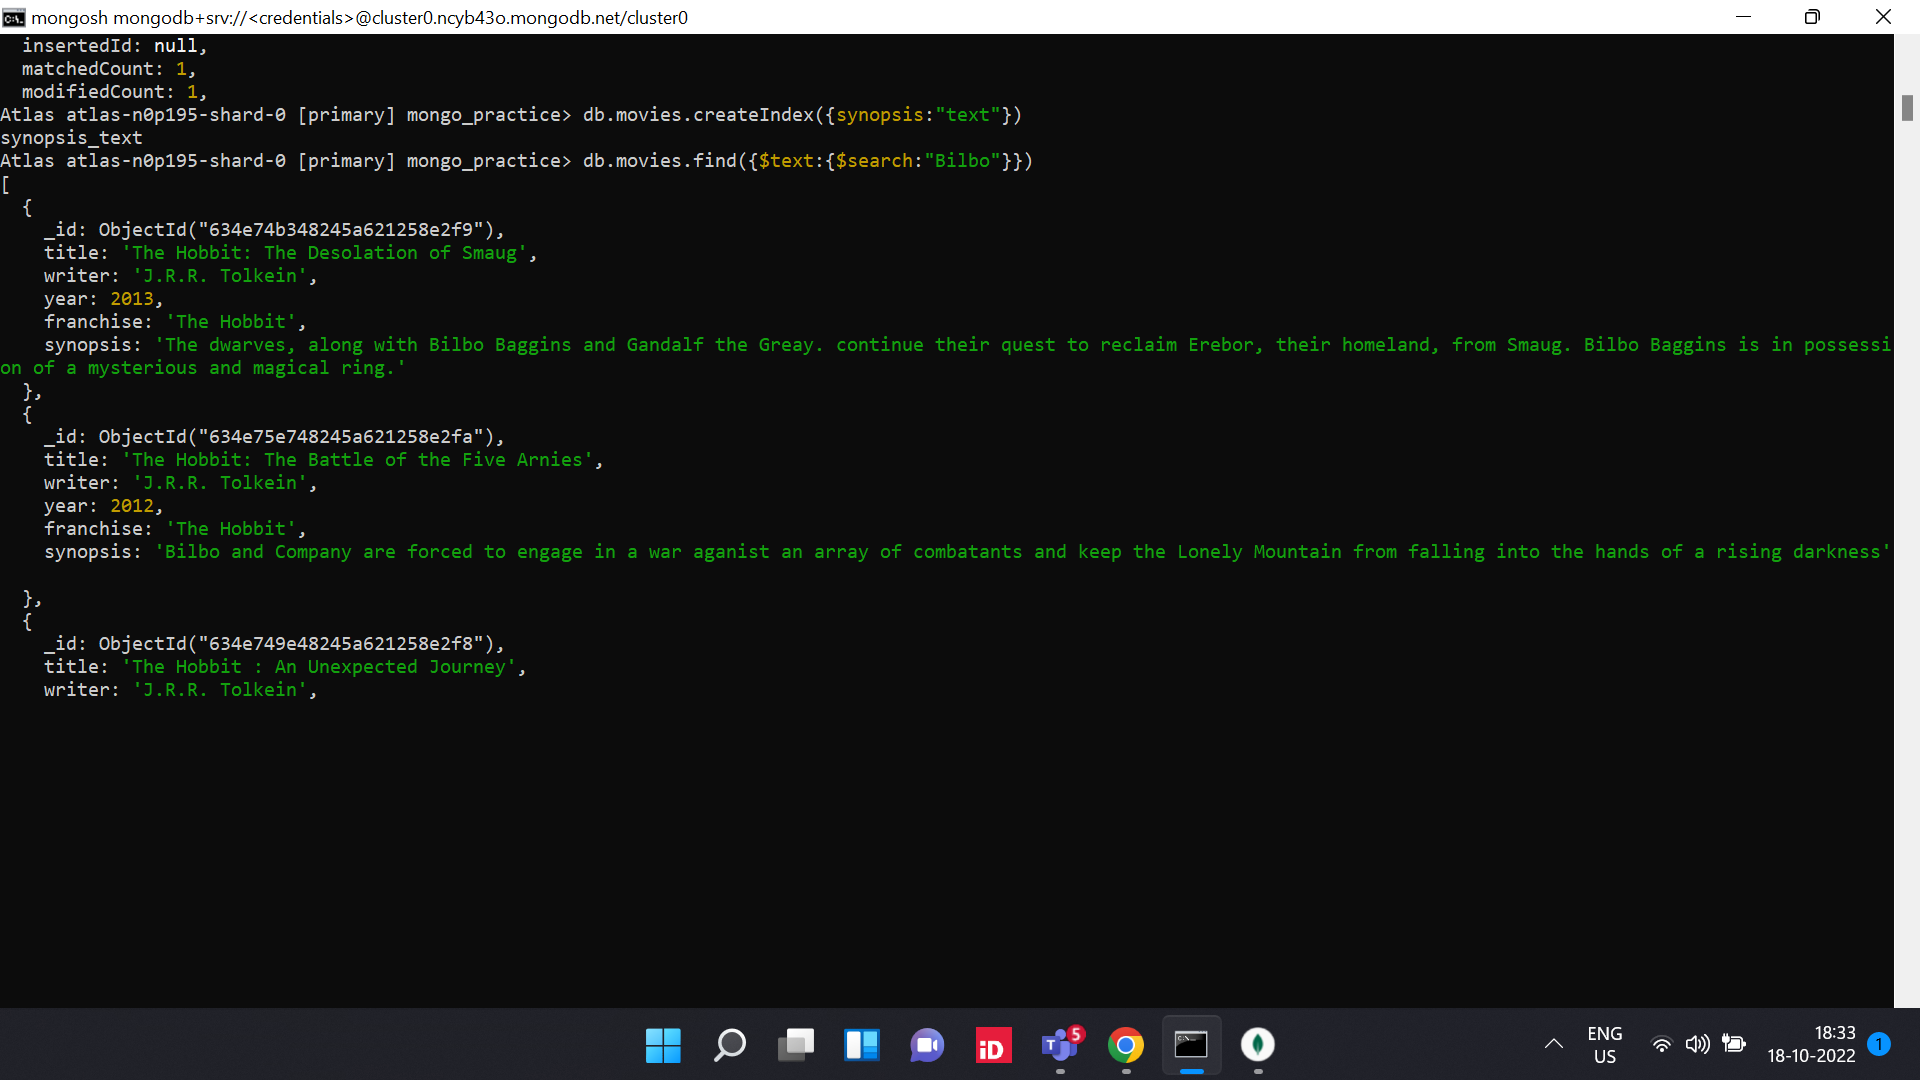 mongosh mongodb+srv://<credentials>@cluster0.ncyb43o.mongodb.net/cluster0
insertedId: null,
matchedCount: 1,
modifiedCount: 1,
Atlas atlas-n0p195-shard-0 [primary] mongo_practice> db.movies.createIndex({synopsis:"text"})
synopsis_text
Atlas atlas-n0p195-shard-0 [primary] mongo_practice> db.movies.find({$text:{$search:"Bilbo"}})
[
{
_id: ObjectId("634e74b348245a621258e2f9"),
title: 'The Hobbit: The Desolation of Smaug',
writer: 'J.R.R. Tolkein',
year: 2013,
franchise: 'The Hobbit',
synopsis: 'The dwarves, along with Bilbo Baggins and Gandalf the Greay. continue their quest to reclaim Erebor, their homeland, from Smaug. Bilbo Baggins is in possessi
on of a mysterious and magical ring.'
},
{
_id: ObjectId("634e75e748245a621258e2fa"),
title: 'The Hobbit: The Battle of the Five Arnies',
writer: 'J.R.R. Tolkein',
year: 2012,
franchise: 'The Hobbit',
synopsis: 'Bilbo and Company are forced to engage in a war aganist an array of combatants and keep the Lonely Mountain from falling into the hands of a rising darkness'
},
{
_id: ObjectId("634e749e48245a621258e2f8"),
title: 'The Hobbit : An Unexpected Journey',
writer: 'J.R.R. Tolkein',
iD
T
5
C:\_
ENG
US
18:33
18-10-2022
1